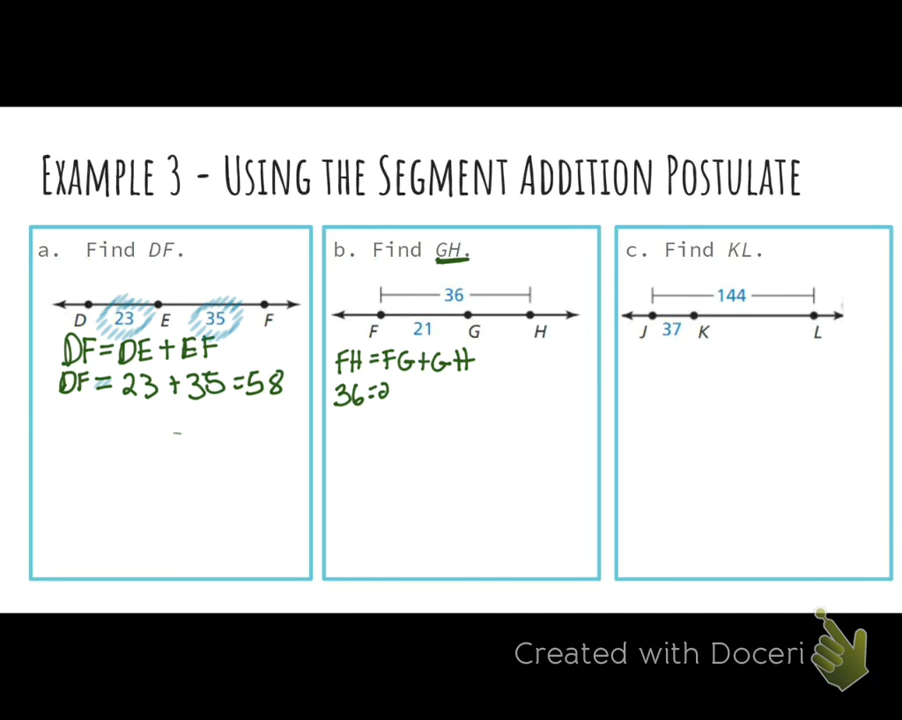 EXAMPLE 3 - USING THE SEGMENT ADDITION POSTULATE
a. Find DF.
D 23 E 35 F
DF=DE+EF
DF=23+35=58
b. Find GH.
36
F 21 G H
FH=FG+GH
36=2
c. Find KL.
144
J 37 K L
Created with Doceri